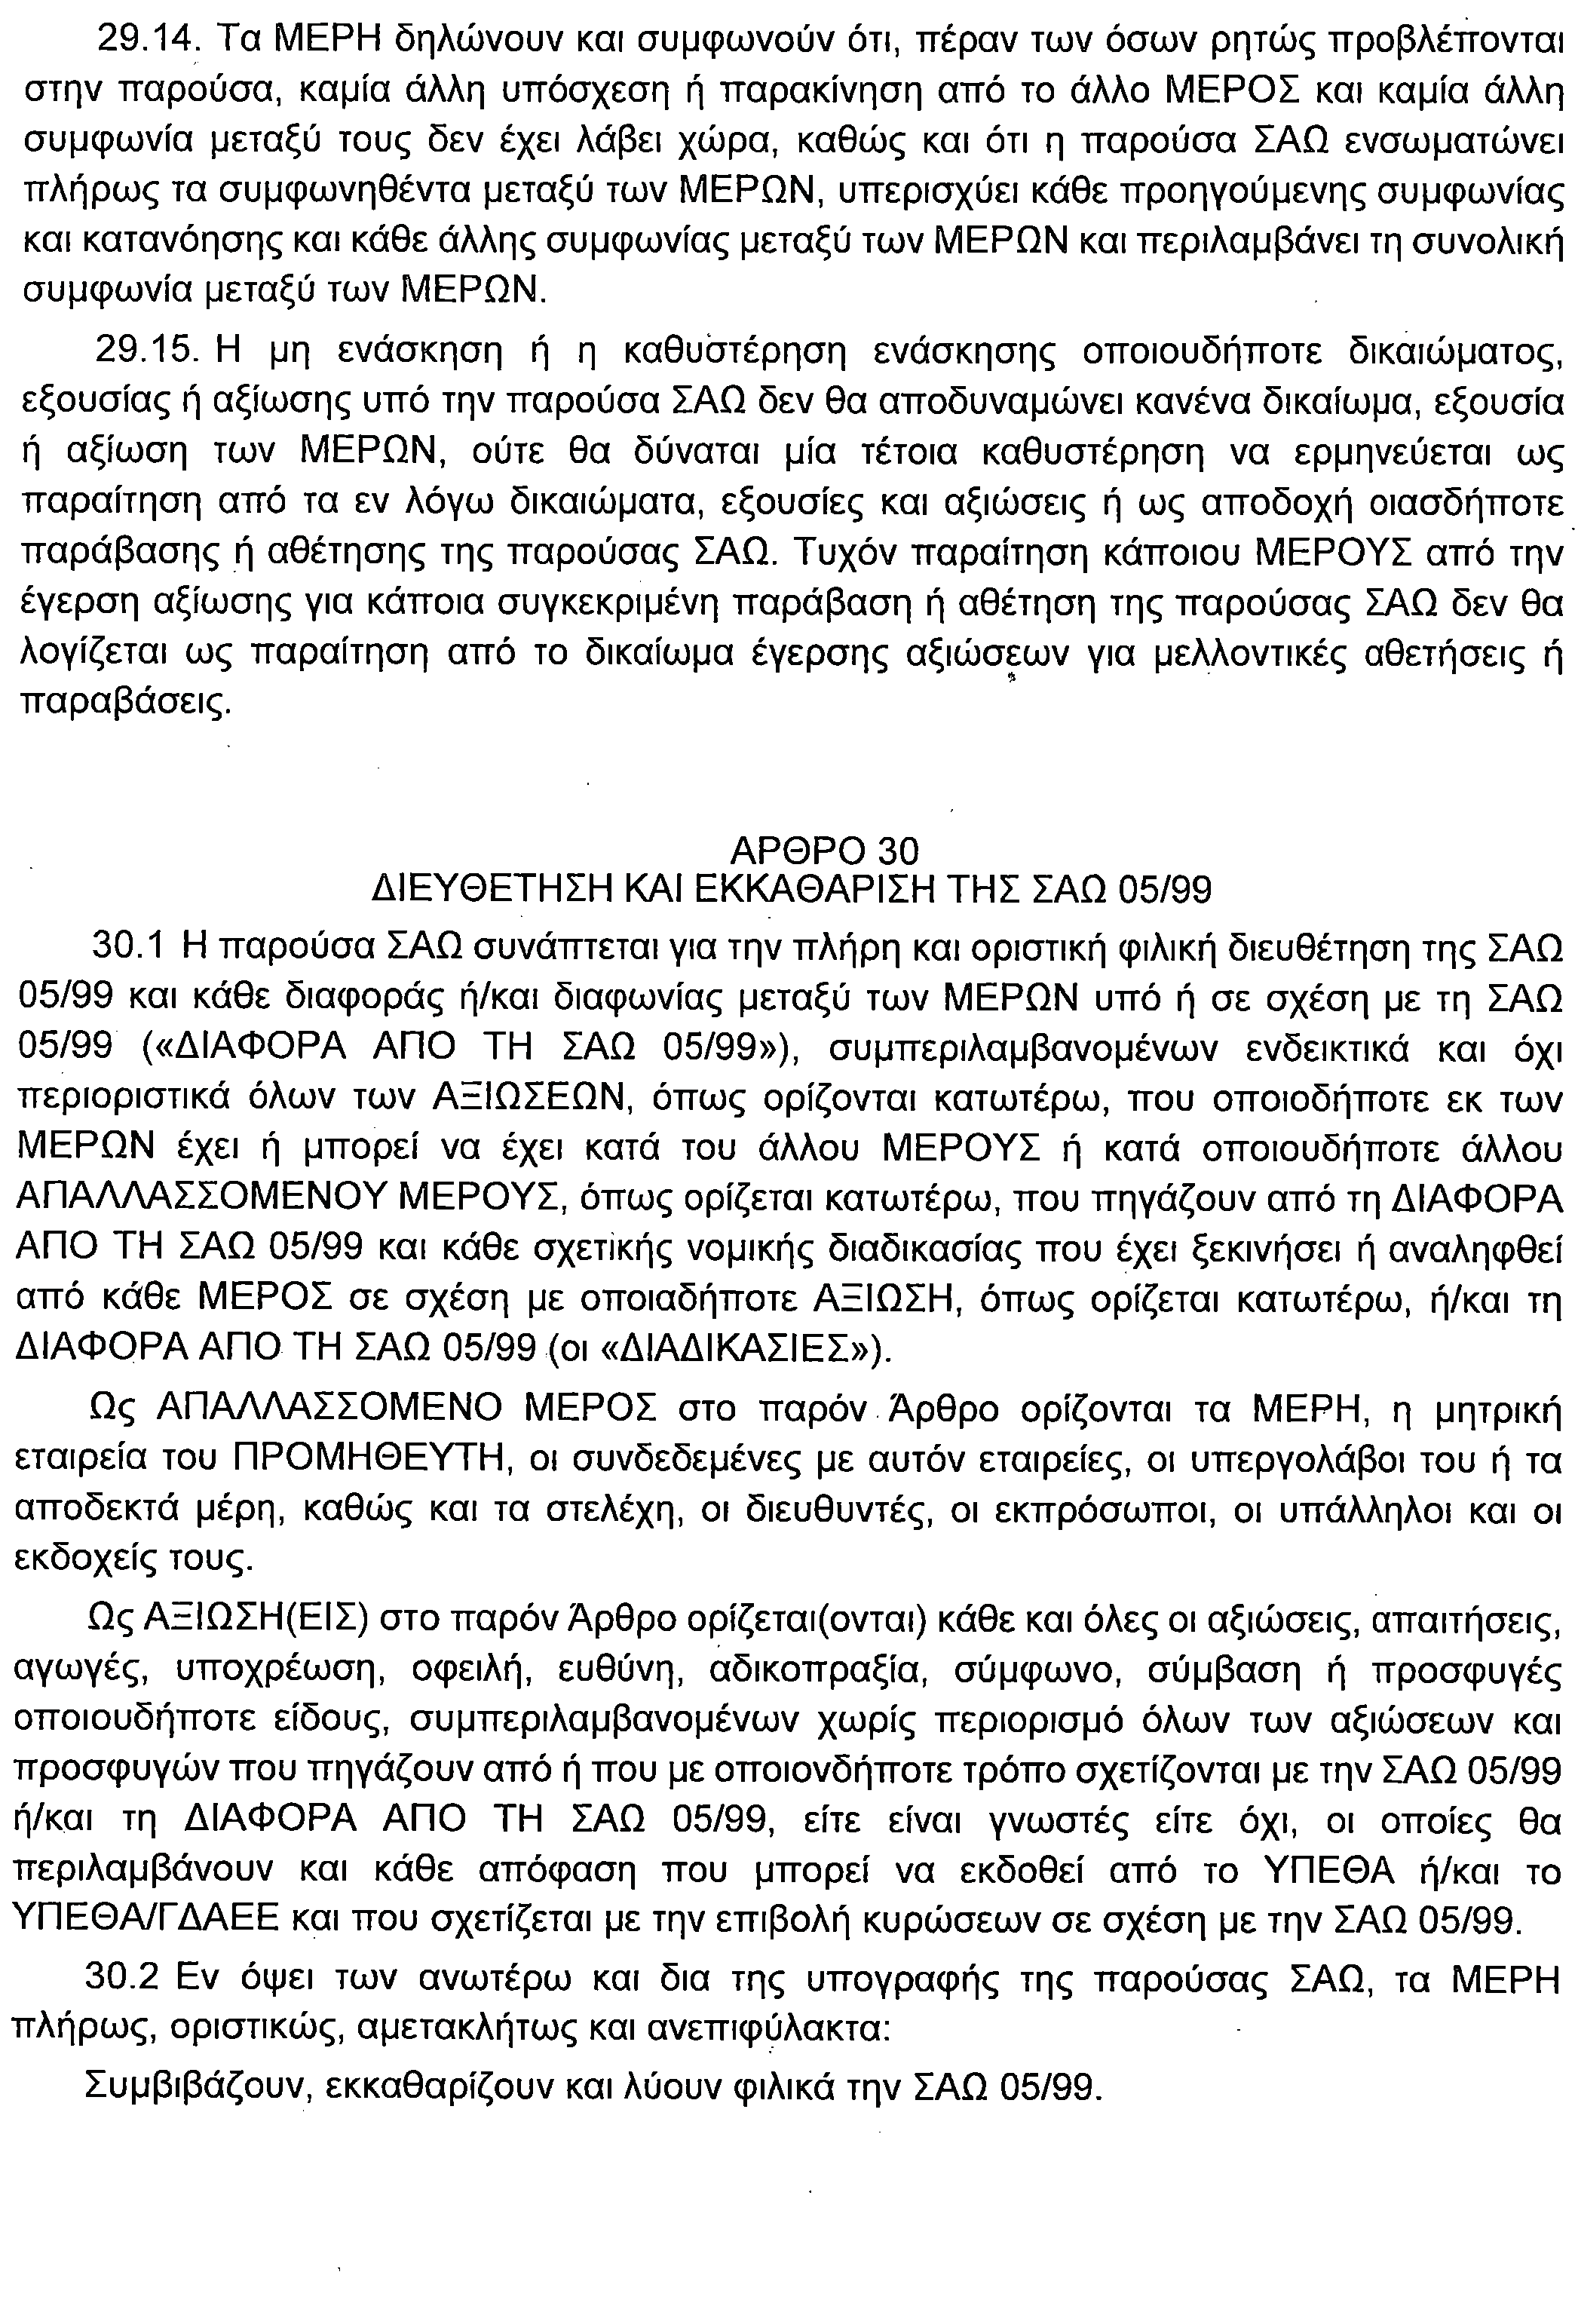 29.14. Τα ΜΕΡΗ δηλώνουν και συμφωνούν ότι, πέραν των όσων ρητώς προβλέπονται
στην παρούσα, καμία άλλη υπόσχεση ή παρακίνηση από το άλλο ΜΕΡΟΣ και καμία άλλη
συμφωνία μεταξύ τους δεν έχει λάβει χώρα, καθώς και ότι η παρούσα ΣΑΩ ενσωματώνει
πλήρως τα συμφωνηθέντα μεταξύ των ΜΕΡΩΝ, υπερισχύει κάθε προηγούμενης συμφωνίας
και κατανόησης και κάθε άλλης συμφωνίας μεταξύ των ΜΕΡΩΝ και περιλαμβάνει τη συνολική
συμφωνία μεταξύ των ΜΕΡΩΝ.
29.15. Η μη ενάσκηση ή η καθυστέρηση ενάσκησης οποιουδήποτε δικαιώματος,
εξουσίας ή αξίωσης υπό την παρούσα ΣΑΩ δεν θα αποδυναμώνει κανένα δικαίωμα, εξουσία
ή αξίωση των ΜΕΡΩΝ, ούτε θα δύναται μία τέτοια καθυστέρηση να ερμηνεύεται ως
παραίτηση από τα εν λόγω δικαιώματα, εξουσίες και αξιώσεις ή ως αποδοχή οιασδήποτε
παράβασης ή αθέτησης της παρούσας ΣΑΩ. Τυχόν παραίτηση κάποιου ΜΕΡΟΥΣ από την
έγερση αξίωσης για κάποια συγκεκριμένη παράβαση ή αθέτηση της παρούσας ΣΑΩ δεν θα
λογίζεται ως παραίτηση από το δικαίωμα έγερσης αξιώσεων για μελλοντικές αθετήσεις ή
παραβάσεις.
ΑΡΘΡΟ 30
ΔΙΕΥΘΕΤΗΣΗ ΚΑΙ ΕΚΚΑΘΑΡΙΣΗ ΤΗΣ ΣΑΩ 05/99
30.1 Η παρούσα ΣΑΩ συνάπτεται για την πλήρη και οριστική φιλική διευθέτηση της ΣΑΩ
05/99 και κάθε διαφοράς ή/και διαφωνίας μεταξύ των ΜΕΡΩΝ υπό ή σε σχέση με τη ΣΑΩ
05/99 («ΔΙΑΦΟΡΑ ΑΠΟ ΤΗ ΣΑΩ 05/99»), συμπεριλαμβανομένων ενδεικτικά και όχι
περιοριστικά όλων των ΑΞΙΩΣΕΩΝ, όπως ορίζονται κατωτέρω, που οποιοδήποτε εκ των
ΜΕΡΩΝ έχει ή μπορεί να έχει κατά του άλλου ΜΕΡΟΥΣ ή κατά οποιουδήποτε άλλου
ΑΠΑΛΛΑΣΣΟΜΕΝΟΥ ΜΕΡΟΥΣ, όπως ορίζεται κατωτέρω, που πηγάζουν από τη ΔΙΑΦΟΡΑ
ΑΠΟ ΤΗ ΣΑΩ 05/99 και κάθε σχετικής νομικής διαδικασίας που έχει ξεκινήσει ή αναληφθεί
από κάθε ΜΕΡΟΣ σε σχέση με οποιαδήποτε ΑΞΙΩΣΗ, όπως ορίζεται κατωτέρω, ή/και τη
ΔΙΑΦΟΡΑ ΑΠΟ ΤΗ ΣΑΩ 05/99 (οι «ΔΙΑΔΙΚΑΣΙΕΣ»).
Ως ΑΠΑΛΛΑΣΣΟΜΕΝΟ ΜΕΡΟΣ στο παρόν Άρθρο ορίζονται τα ΜΕΡΗ, η μητρική
εταιρεία του ΠΡΟΜΗΘΕΥΤΗ, οι συνδεδεμένες με αυτόν εταιρείες, οι υπεργολάβοι του ή τα
αποδεκτά μέρη, καθώς και τα στελέχη, οι διευθυντές, οι εκπρόσωποι, οι υπάλληλοι και οι
εκδοχείς τους.
Ως ΑΞΙΩΣΗ(ΕΙΣ) στο παρόν Άρθρο ορίζεται(ονται) κάθε και όλες οι αξιώσεις, απαιτήσεις,
αγωγές, υποχρέωση, οφειλή, ευθύνη, αδικοπραξία, σύμφωνο, σύμβαση ή προσφυγές
οποιουδήποτε είδους, συμπεριλαμβανομένων χωρίς περιορισμό όλων των αξιώσεων και
προσφυγών που πηγάζουν από ή που με οποιονδήποτε τρόπο σχετίζονται με την ΣΑΩ 05/99
ή/και τη ΔΙΑΦΟΡΑ ΑΠΟ ΤΗ ΣΑΩ 05/99, είτε είναι γνωστές είτε όχι, οι οποίες θα
περιλαμβάνουν και κάθε απόφαση που μπορεί να εκδοθεί από το ΥΠΕΘΑ ή/και το
ΥΠΕΘΑ/ΓΔΑΕΕ και που σχετίζεται με την επιβολή κυρώσεων σε σχέση με την ΣΑΩ 05/99.
30.2 Εν όψει των ανωτέρω και δια της υπογραφής της παρούσας ΣΑΩ, τα ΜΕΡΗ
πλήρως, οριστικώς, αμετακλήτως και ανεπιφύλακτα:
Συμβιβάζουν, εκκαθαρίζουν και λύουν φιλικά την ΣΑΩ 05/99.